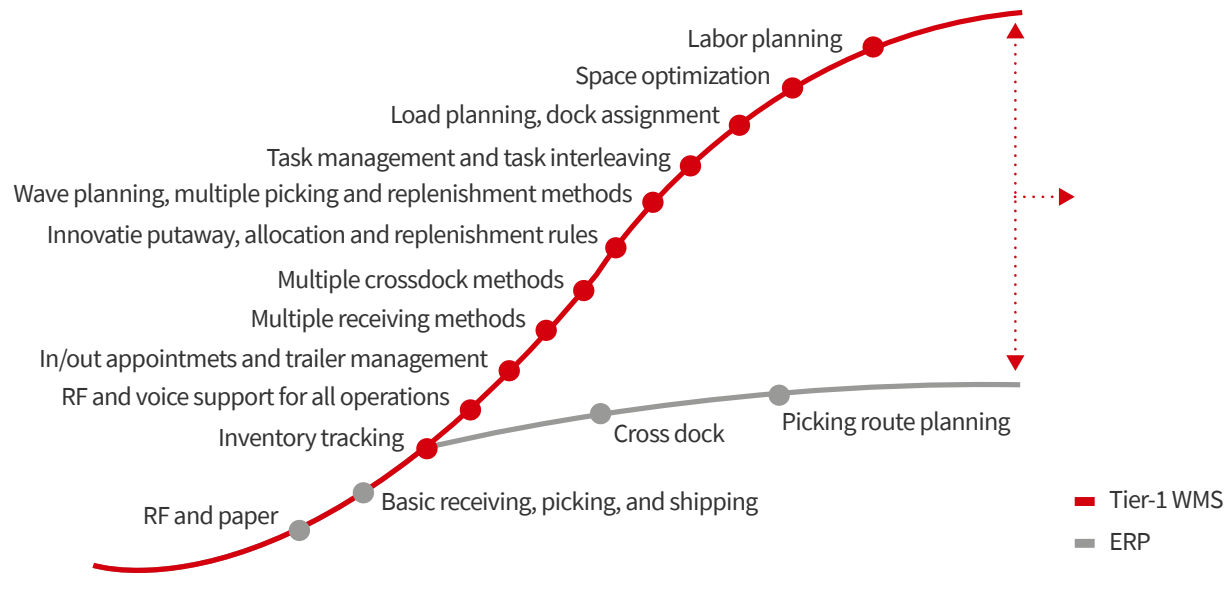 Labor planning
Space optimization
Load planning, dock assignment
Task management and task interleaving
Wave planning, multiple picking and replenishment methods
Innovatie putaway, allocation and replenishment rules
Multiple crossdock methods
Multiple receiving methods
In/out appointmets and trailer management
RF and voice support for all operations
Inventory tracking
Cross dock
Picking route planning
Basic receiving, picking, and shipping
RF and paper
Tier-1 WMS
ERP